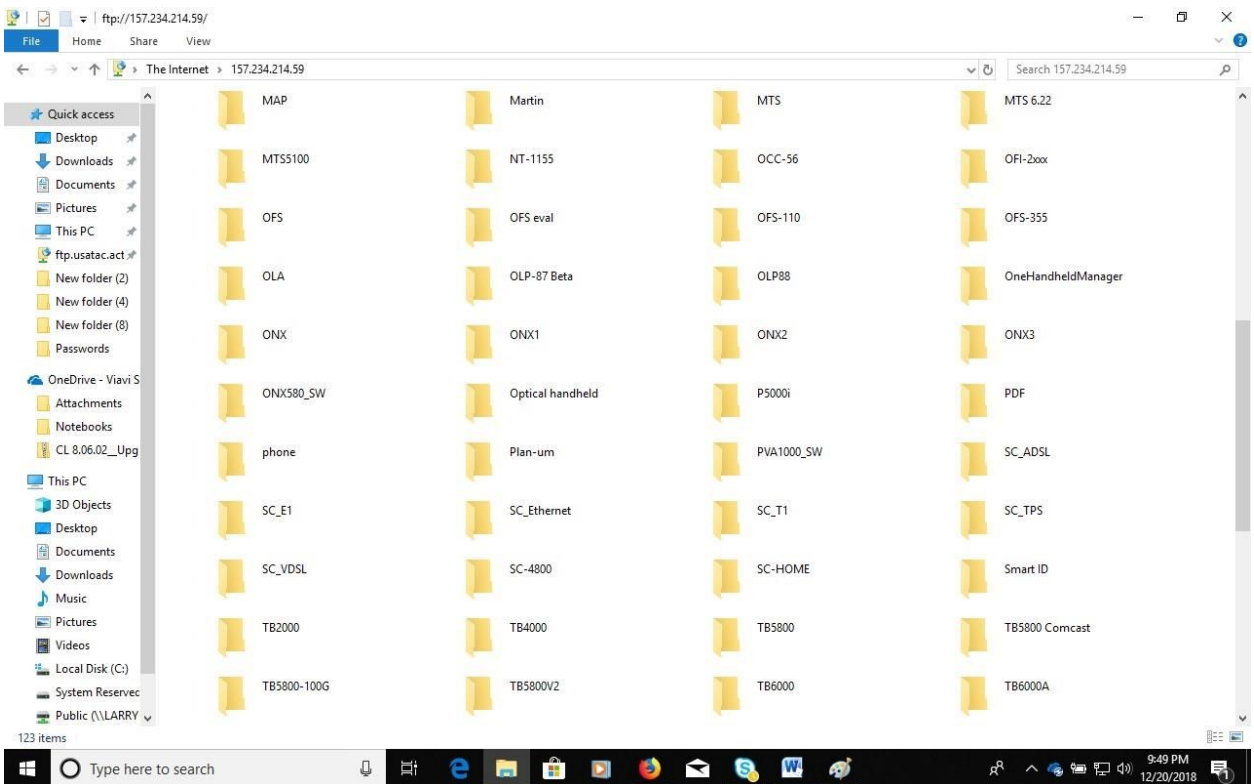 ftp://157.234.214.59/
File Home Share View
The Internet > 157.234.214.59
Search 157.234.214.59
Quick access
Desktop
Downloads
Documents
Pictures
This PC
ftp.usatac.act
New folder (2)
New folder (4)
New folder (8)
Passwords
OneDrive - Viavi S
Attachments
Notebooks
CL 8.06.02__Upg
This PC
3D Objects
Desktop
Documents
Downloads
Music
Pictures
Videos
Local Disk (C:)
System Reserved
Public (\\LARRY
MAP Martin MTS MTS 6.22
MTS5100 NT-1155 OCC-56 OFI-2xxx
OFS OFS eval OFS-110 OFS-355
OLA OLP-87 Beta OLP88 OneHandheldManager
ONX ONX1 ONX2 ONX3
ONX580_SW Optical handheld P5000i PDF
phone Plan-um PVA1000_SW SC_ADSL
SC_E1 SC_Ethernet SC_T1 SC_TPS
SC_VDSL SC-4800 SC-HOME Smart ID
TB2000 TB4000 TB5800 TB5800 Comcast
TB5800-100G TB5800V2 TB6000 TB6000A
123 items
Type here to search
9:49 PM
12/20/2018